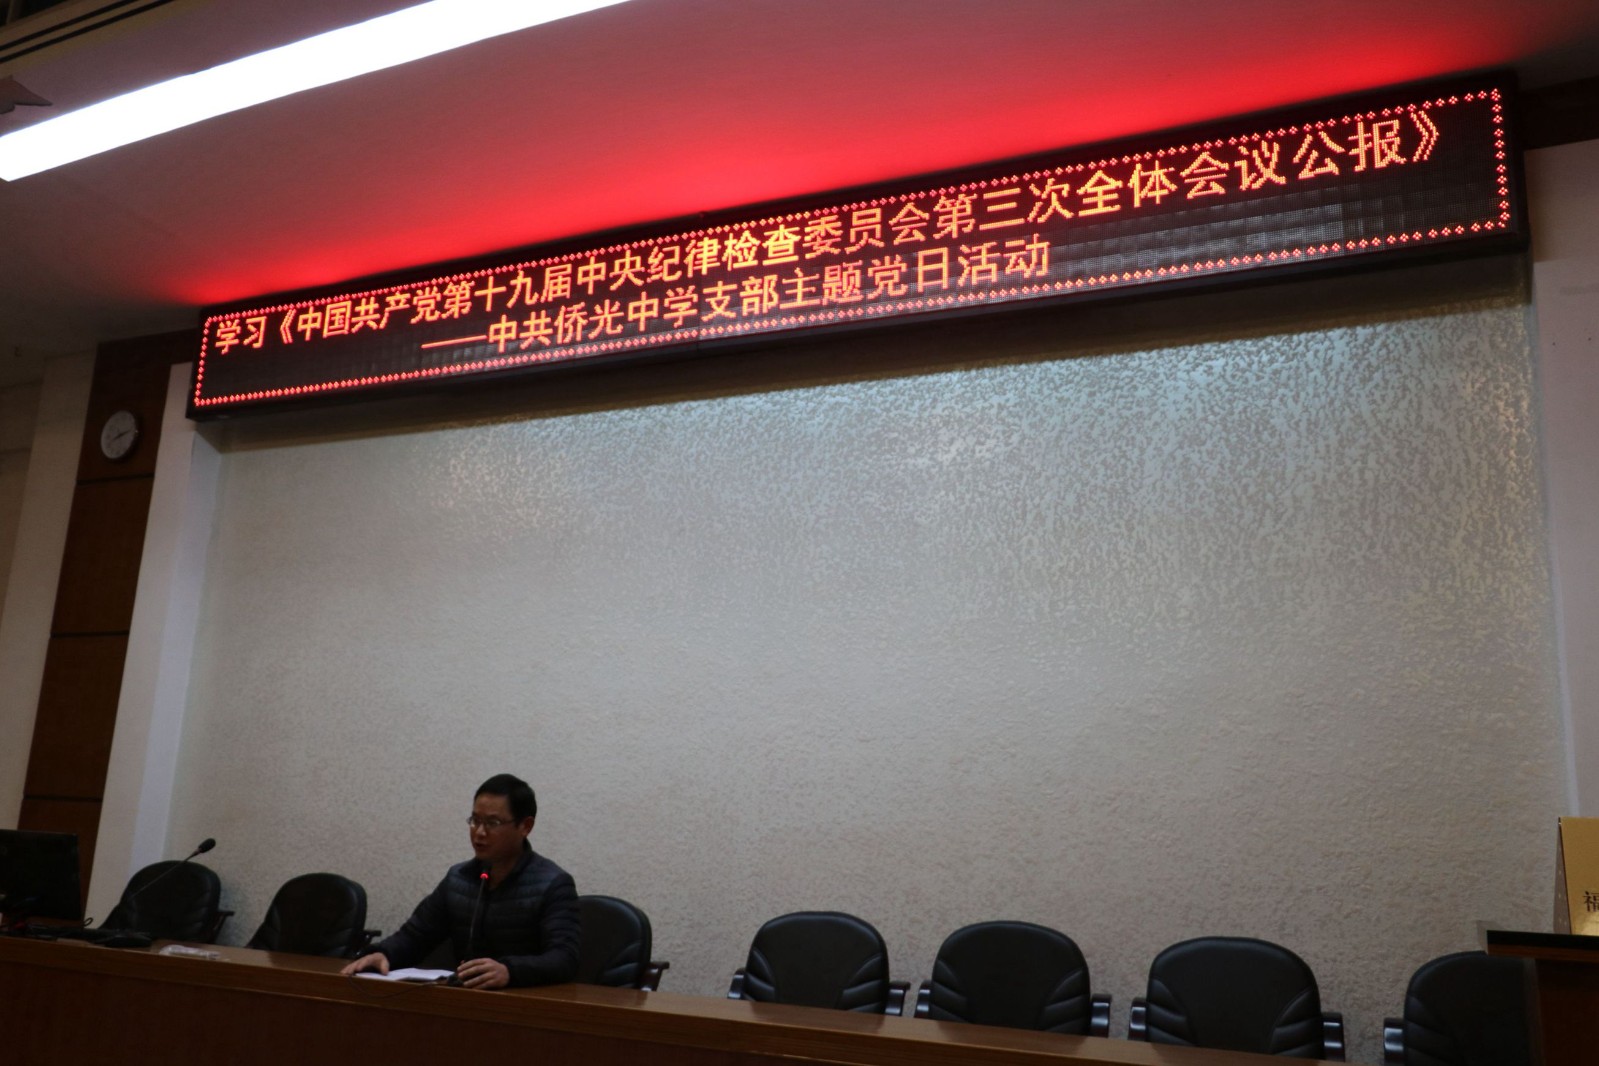 学习《中国共产党第十九届中央纪律检查委员会第三次全体会议公报》
——中共侨光中学支部主题党日活动
福